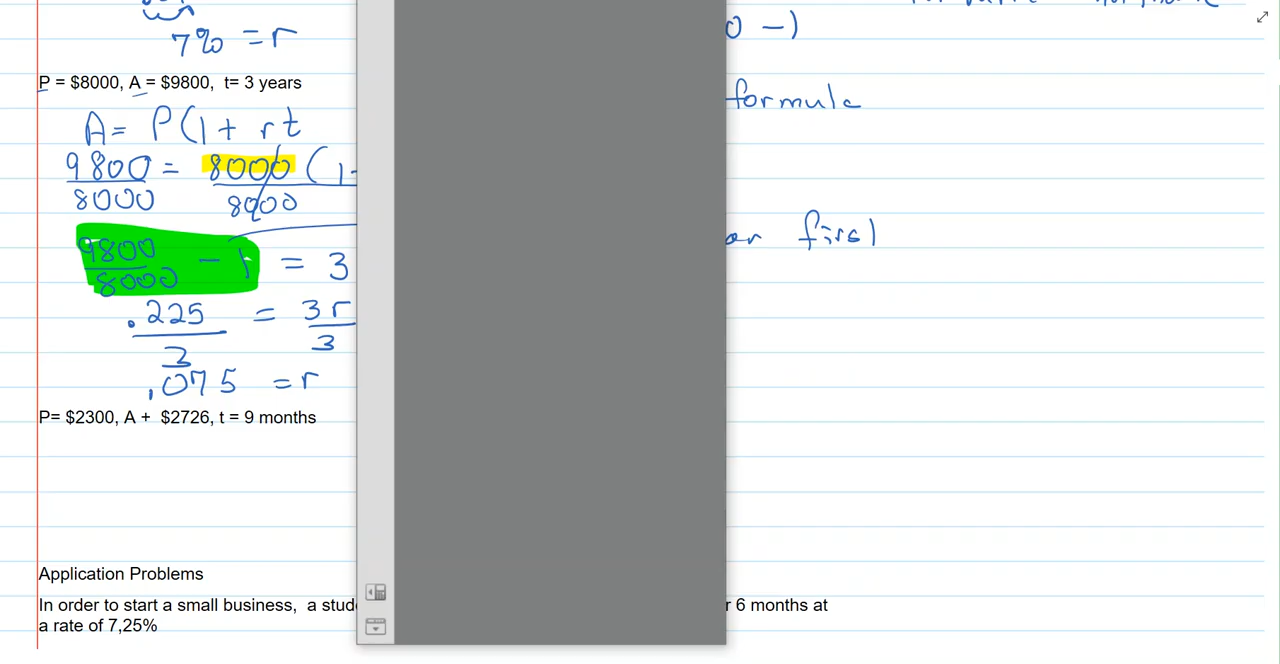 7% = r
0 -)
P = $8000, A = $9800, t= 3 years
formula
A= P(1 + rt
9800 = 8000 (1
8000 8000
or first
9800 - 1 = 3
8000
.225 = 3r
3 3
.075 = r
P= $2300, A + $2726, t = 9 months
Application Problems
In order to start a small business, a stud r 6 months at
a rate of 7,25%